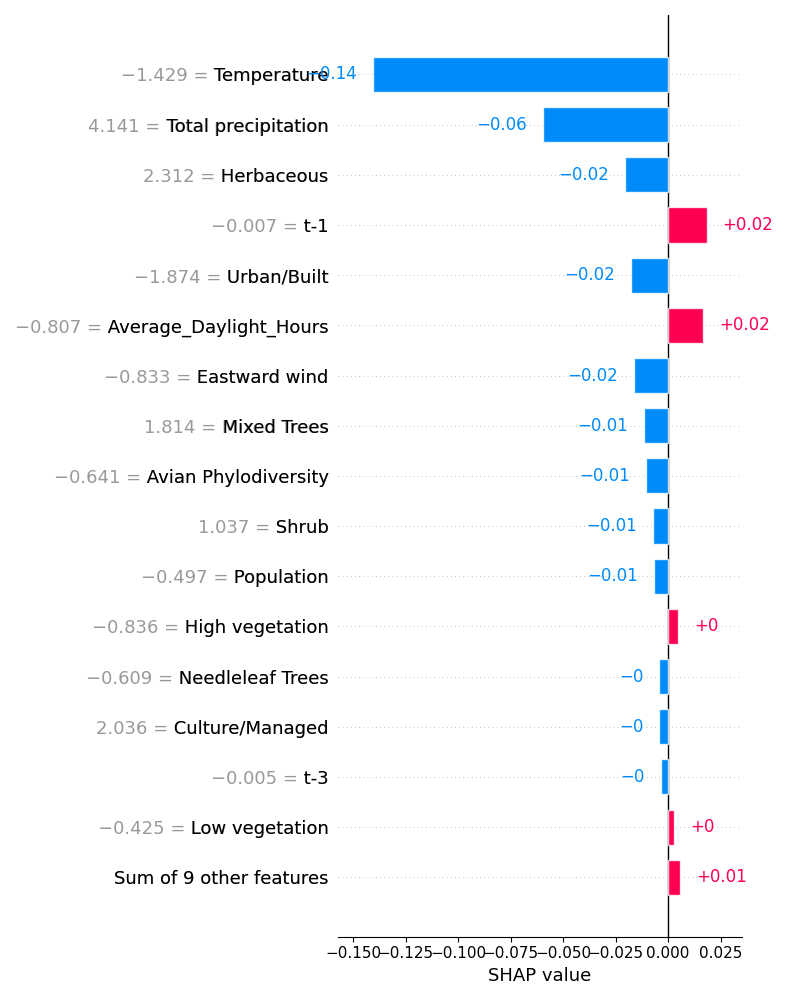 −1.429 = Temperature −0.14
4.141 = Total precipitation −0.06
2.312 = Herbaceous −0.02
−0.007 = t-1 +0.02
−1.874 = Urban/Built −0.02
−0.807 = Average_Daylight_Hours +0.02
−0.833 = Eastward wind −0.02
1.814 = Mixed Trees −0.01
−0.641 = Avian Phylodiversity −0.01
1.037 = Shrub −0.01
−0.497 = Population −0.01
−0.836 = High vegetation +0
−0.609 = Needleleaf Trees −0
2.036 = Culture/Managed −0
−0.005 = t-3 −0
−0.425 = Low vegetation +0
Sum of 9 other features +0.01
−0.150 −0.125 −0.100 −0.075 −0.050 −0.025 0.000 0.025
SHAP value